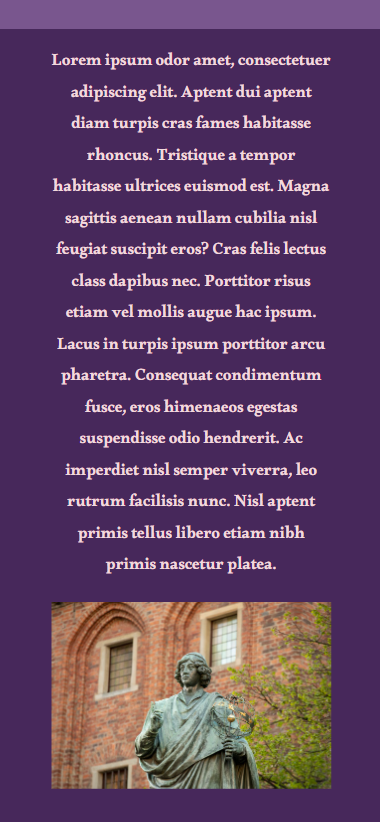 Lorem ipsum odor amet, consectetuer
adipiscing elit. Aptent dui aptent
diam turpis cras fames habitasse
rhoncus. Tristique a tempor
habitasse ultrices euismod est. Magna
sagittis aenean nullam cubilia nisl
feugiat suscipit eros? Cras felis lectus
class dapibus nec. Porttitor risus
etiam vel mollis augue hac ipsum.
Lacus in turpis ipsum porttitor arcu
pharetra. Consequat condimentum
fusce, eros himenaeos egestas
suspendisse odio hendrerit. Ac
imperdiet nisl semper viverra, leo
rutrum facilisis nunc. Nisl aptent
primis tellus libero etiam nibh
primis nascetur platea.